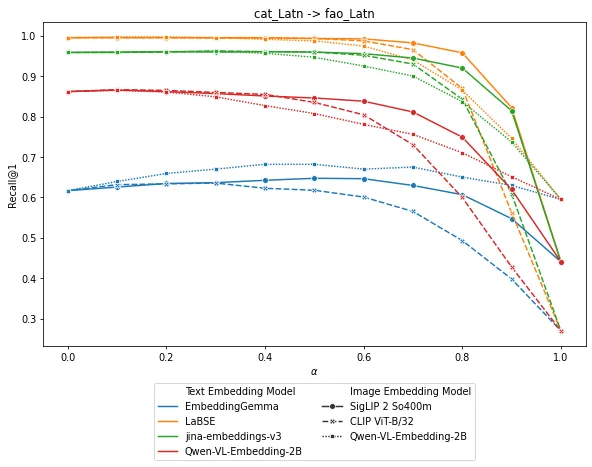 cat_Latn -> fao_Latn
1.0
0.9
0.8
0.7
0.6
0.5
0.4
0.3
Recall@1
0.0 0.2 0.4 0.6 0.8 1.0
α
Text Embedding Model Image Embedding Model
EmbeddingGemma SigLIP 2 So400m
LaBSE CLIP ViT-B/32
jina-embeddings-v3 Qwen-VL-Embedding-2B
Qwen-VL-Embedding-2B